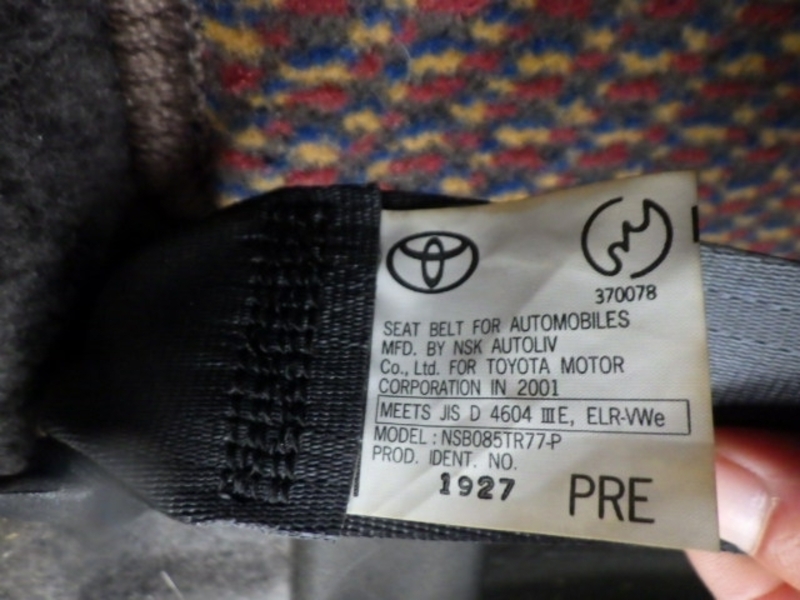 370078
SEAT BELT FOR AUTOMOBILES
MFD. BY NSK AUTOLIV
Co., Ltd. FOR TOYOTA MOTOR
CORPORATION IN 2001
MEETS JIS D 4604 ⅢE, ELR-VWe
MODEL : NSB085TR77-P
PROD. IDENT. NO.
1927 PRE